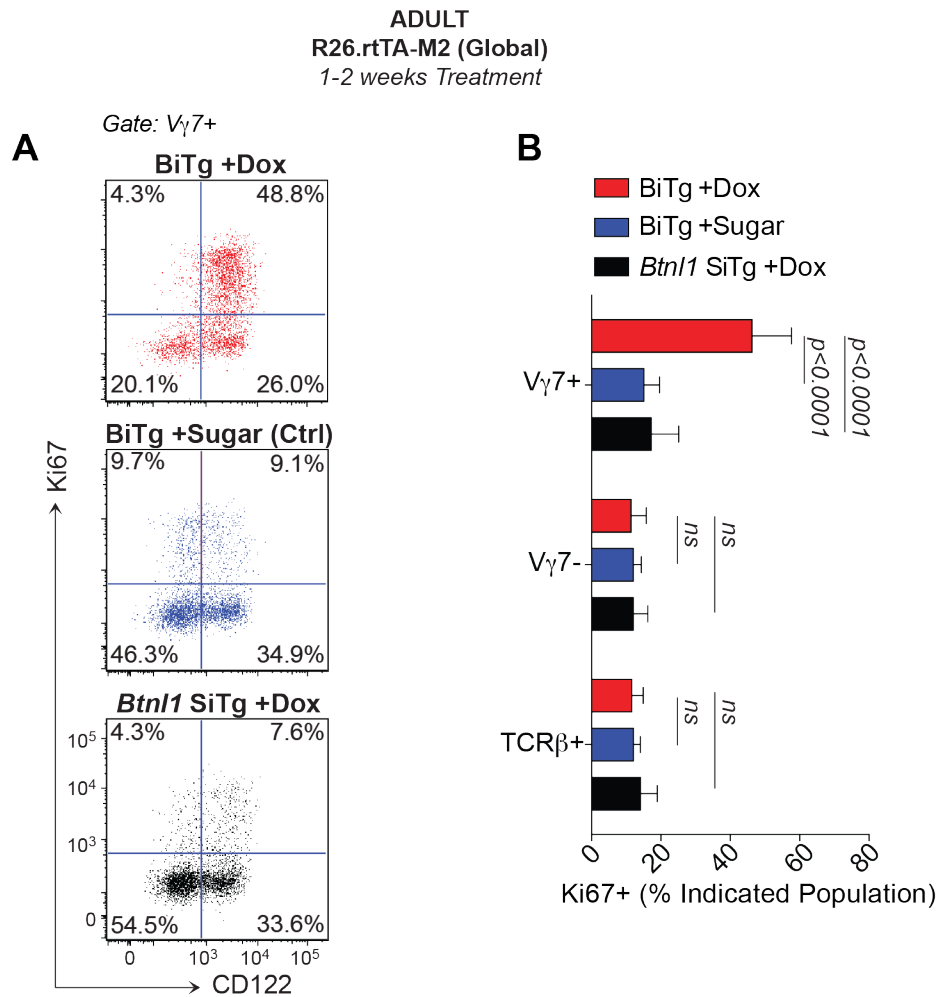 ADULT
R26.rtTA-M2 (Global)
1-2 weeks Treatment
Gate: Vγ7+
A
BiTg +Dox
4.3% 48.8%
20.1% 26.0%
BiTg +Sugar (Ctrl)
9.7% 9.1%
46.3% 34.9%
Btnl1 SiTg +Dox
4.3% 7.6%
54.5% 33.6%
10⁵
10⁴
10³
0
0 10³ 10⁴ 10⁵
Ki67
CD122
B
BiTg +Dox
BiTg +Sugar
Btnl1 SiTg +Dox
Vγ7+
p<0.0001
p<0.0001
Vγ7-
ns
ns
TCRβ+
ns
ns
0 20 40 60 80
Ki67+ (% Indicated Population)